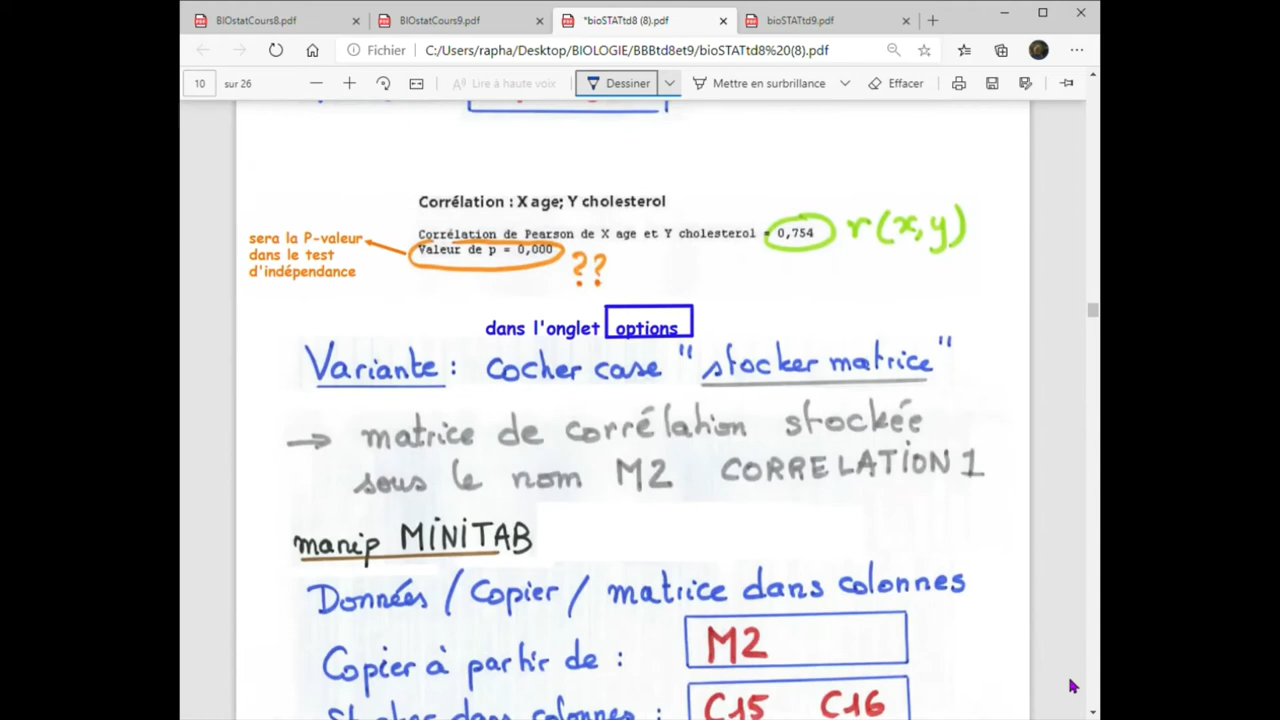 BIOstatCours8.pdf
BIOstatCours9.pdf
*bioSTATtd8 (8).pdf
bioSTATtd9.pdf
Fichier
C:/Users/rapha/Desktop/BIOLOGIE/BBBtd8et9/bioSTATtd8%20(8).pdf
10 sur 26
Lire à haute voix
Dessiner
Mettre en surbrillance
Effacer
Corrélation : X age; Y cholesterol
Corrélation de Pearson de X age et Y cholesterol = 0,754 r(x,y)
Valeur de p = 0,000
??
sera la P-valeur
dans le test
d'indépendance
dans l'onglet options
Variante : cocher case "stocker matrice"
→ matrice de corrélation stockée
sous le nom M2 CORRELATION1
manip MINITAB
Données / Copier / matrice dans colonnes
Copier à partir de : M2
Stocker dans colonnes : C15 C16